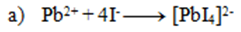 a) Pb²⁺ + 4I⁻ ⟶ [PbI₄]²⁻